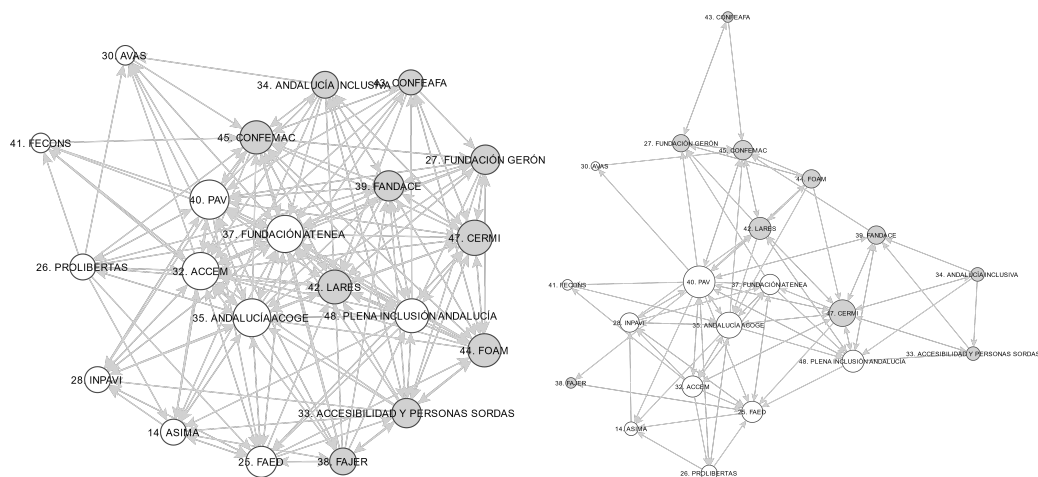 30. AVAS
34. ANDALUCÍA INCLUSIVA
43. CONFEAFA
41. FECONS
45. CONFEMAC
27. FUNDACIÓN GERÓN
39. FANDACE
40. PAV
37. FUNDACIÓN ATENEA
47. CERMI
26. PROLIBERTAS
32. ACCEM
42. LARES
35. ANDALUCÍA ACOGE
48. PLENA INCLUSIÓN ANDALUCÍA
44. FOAM
28. INPAVI
33. ACCESIBILIDAD Y PERSONAS SORDAS
14. ASIMA
25. FAED
38. FAJER
43. CONFEAFA
27. FUNDACIÓN GERÓN
45. CONFEMAC
30. AVAS
44. FOAM
42. LARES
39. FANDACE
34. ANDALUCÍA INCLUSIVA
41. FECONS
40. PAV
37. FUNDACIÓN ATENEA
47. CERMI
28. INPAVE
35. ANDALUCÍA ACOGE
33. ACCESIBILIDAD Y PERSONAS SORDAS
48. PLENA INCLUSIÓN ANDALUCÍA
38. FAJER
32. ACCEM
25. FAED
14. ASIMA
26. PROLIBERTAS